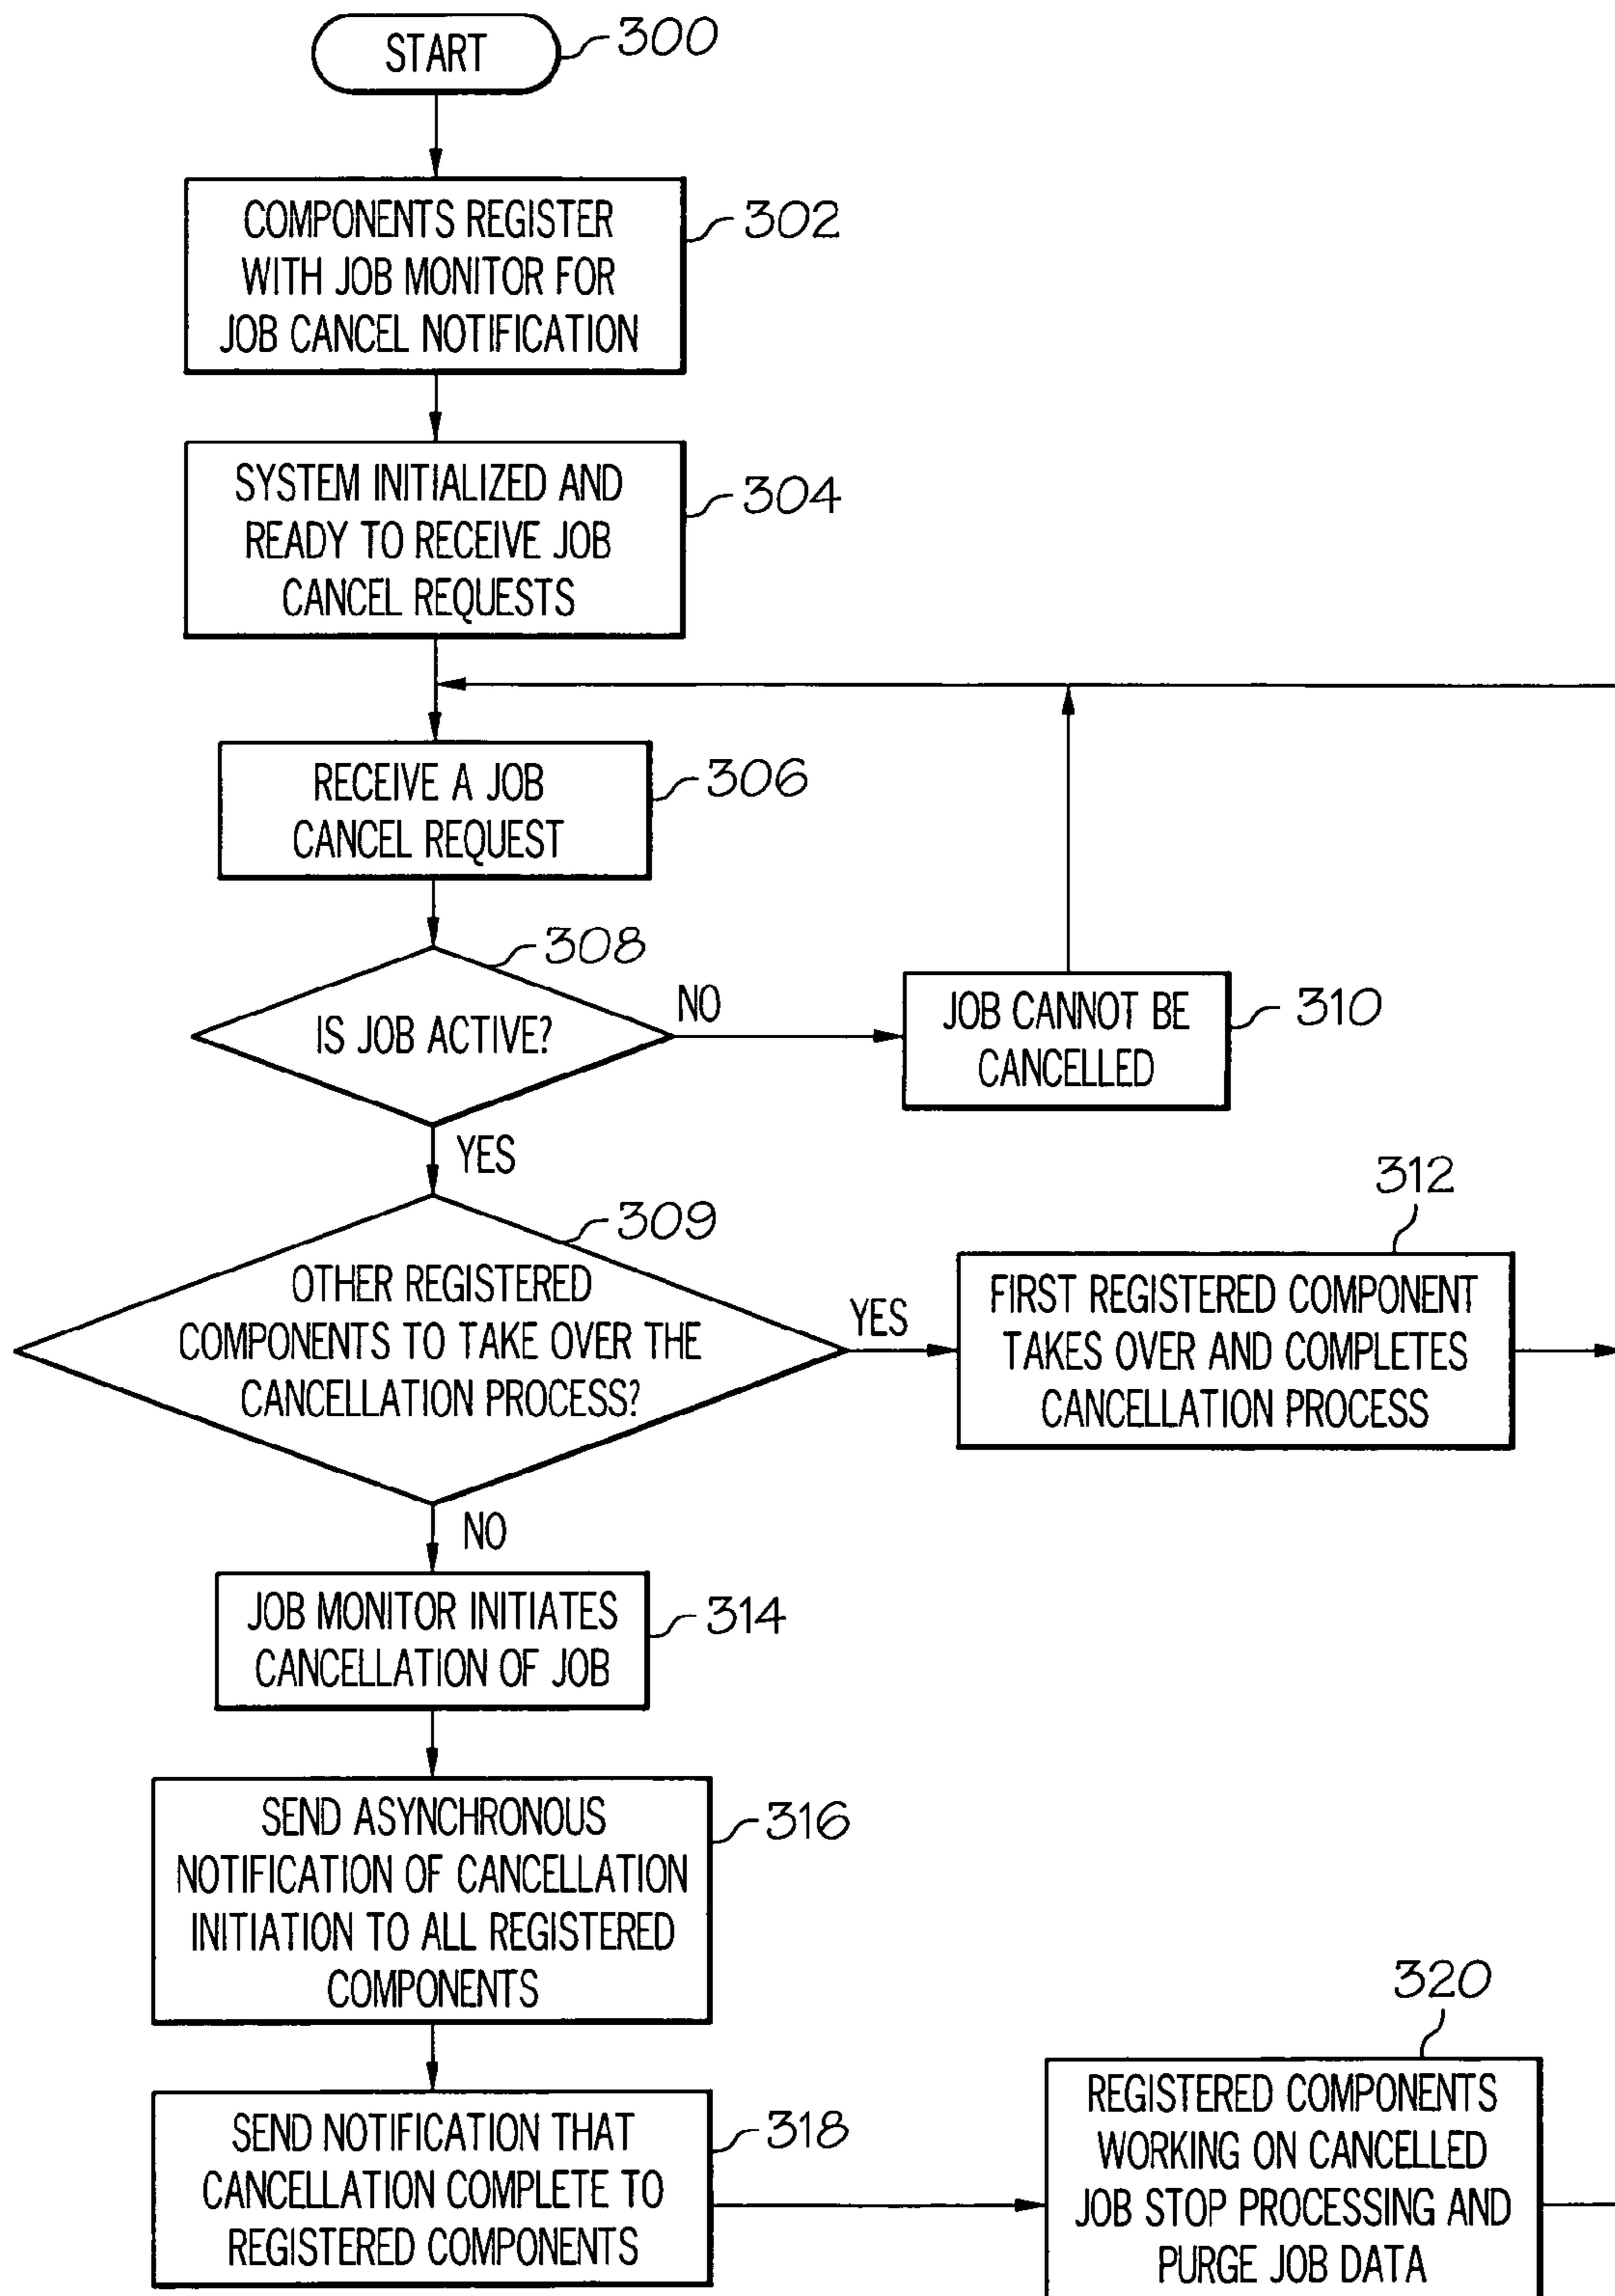 START
300
COMPONENTS REGISTER
WITH JOB MONITOR FOR
JOB CANCEL NOTIFICATION
302
SYSTEM INITIALIZED AND
READY TO RECEIVE JOB
CANCEL REQUESTS
304
RECEIVE A JOB
CANCEL REQUEST
306
308
IS JOB ACTIVE?
NO
JOB CANNOT BE
CANCELLED
310
YES
309
OTHER REGISTERED
COMPONENTS TO TAKE OVER THE
CANCELLATION PROCESS?
YES
312
FIRST REGISTERED COMPONENT
TAKES OVER AND COMPLETES
CANCELLATION PROCESS
NO
JOB MONITOR INITIATES
CANCELLATION OF JOB
314
SEND ASYNCHRONOUS
NOTIFICATION OF CANCELLATION
INITIATION TO ALL REGISTERED
COMPONENTS
316
SEND NOTIFICATION THAT
CANCELLATION COMPLETE TO
REGISTERED COMPONENTS
318
320
REGISTERED COMPONENTS
WORKING ON CANCELLED
JOB STOP PROCESSING AND
PURGE JOB DATA